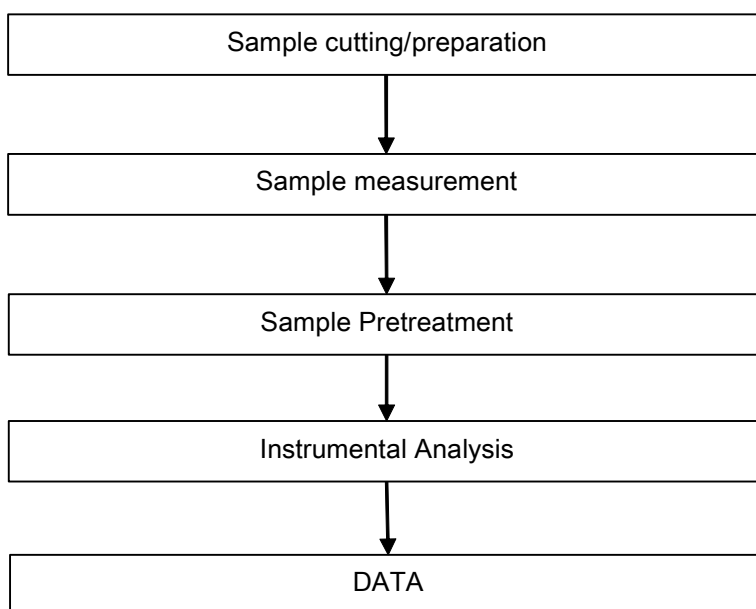 Sample cutting/preparation
Sample measurement
Sample Pretreatment
Instrumental Analysis
DATA